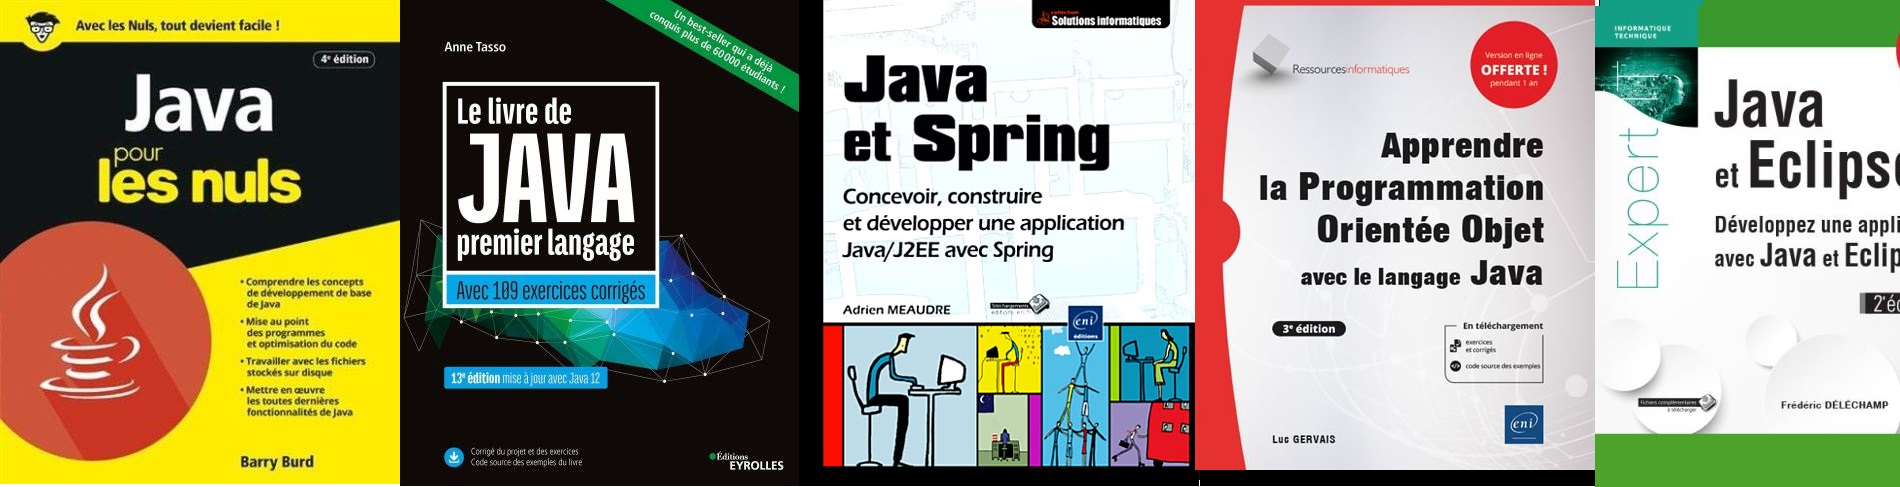 Avec les Nuls, tout devient facile !
4e édition
Java
pour
les nuls
• Comprendre les concepts
de développement de base
de Java
• Mise au point
des programmes
et optimisation du code
• Travailler avec les fichiers
stockés sur disque
• Mettre en œuvre
les toutes dernières
fonctionnalités de Java
Barry Burd
Un best-seller qui a déjà
conquis plus de 60 000 étudiants !
Anne Tasso
Le livre de
JAVA
premier langage
Avec 109 exercices corrigés
13e édition mise à jour avec Java 12
Corrigé du projet et des exercices
Code source des exemples du livre
Éditions
EYROLLES
Solutions Informatiques
Java
et Spring
Concevoir, construire
et développer une application
Java/J2EE avec Spring
Adrien MEAUDRE
Téléchargements
eni
éditions
Ressourcesinformatiques
Version en ligne
OFFERTE !
pendant 1 an
Apprendre
la Programmation
Orientée Objet
avec le langage Java
3e édition
En téléchargement
exercices
et corrigés
code source des exemples
Luc GERVAIS
eni
INFORMATIQUE
TECHNIQUE
Expert
Java
et Eclipse
Développez une appli
avec Java et Eclip
2e éd
Fichiers complémentaires
à télécharger
Frédéric DÉLÉCHAMP